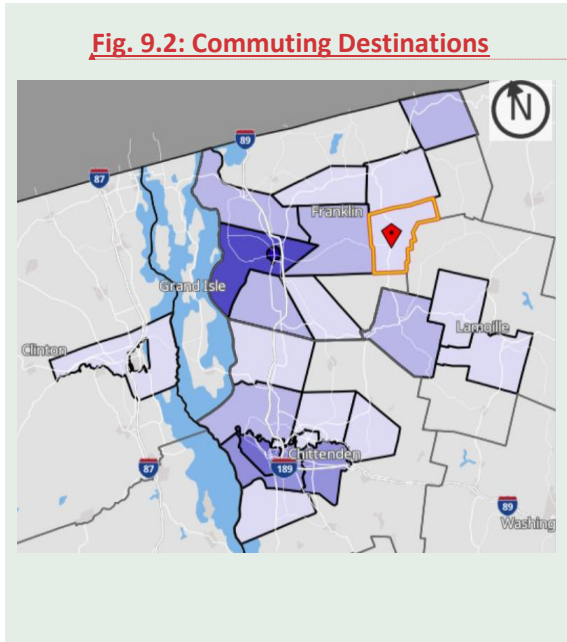 Fig. 9.2: Commuting Destinations
N
89
87
Franklin
Grand Isle
Lamoille
Clinton
Chittenden
87
189
89
Washing